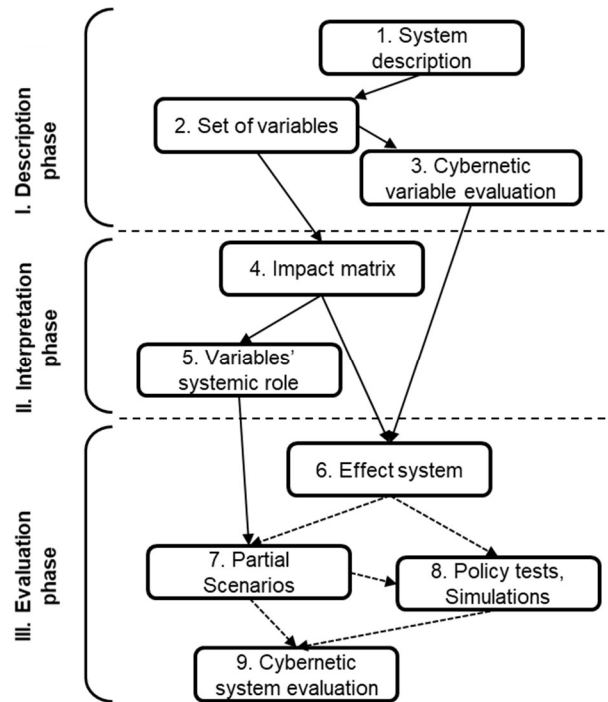 I. Description
phase
1. System
description
2. Set of variables
3. Cybernetic
variable evaluation
II. Interpretation
phase
4. Impact matrix
5. Variables'
systemic role
III. Evaluation
phase
6. Effect system
7. Partial
Scenarios
8. Policy tests,
Simulations
9. Cybernetic
system evaluation